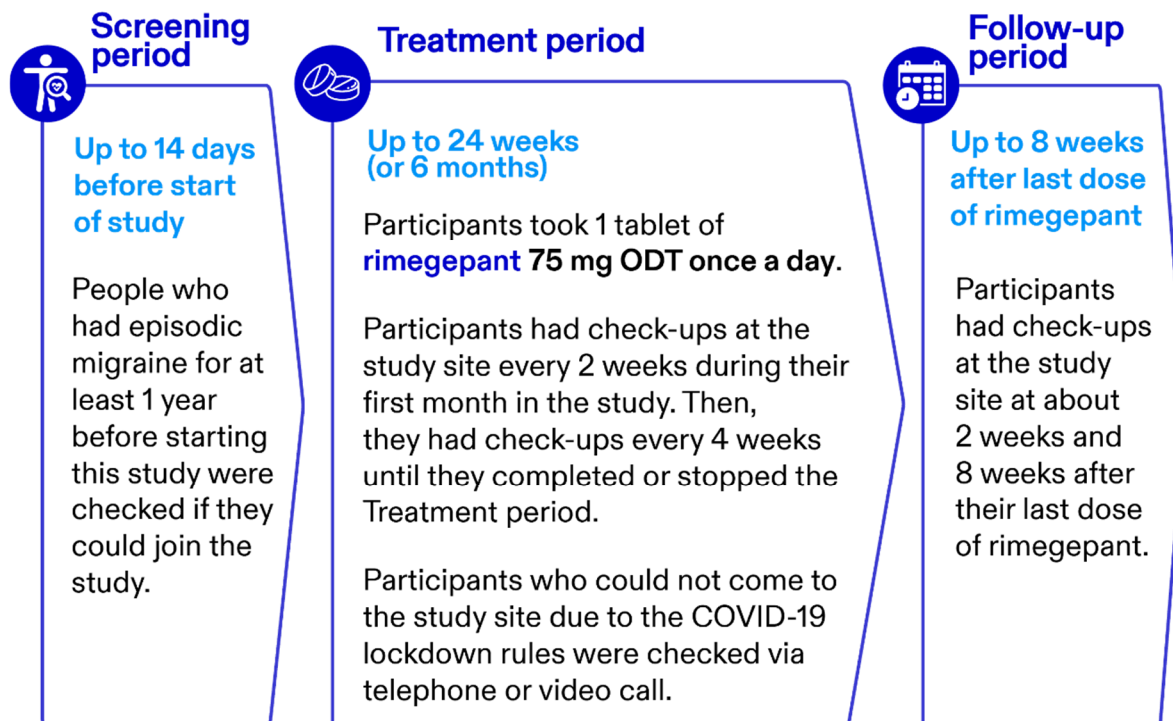 Screening
period
Up to 14 days
before start
of study
People who
had episodic
migraine for at
least 1 year
before starting
this study were
checked if they
could join the
study.
Treatment period
Up to 24 weeks
(or 6 months)
Participants took 1 tablet of
rimegepant 75 mg ODT once a day.
Participants had check-ups at the
study site every 2 weeks during their
first month in the study. Then,
they had check-ups every 4 weeks
until they completed or stopped the
Treatment period.
Participants who could not come to
the study site due to the COVID-19
lockdown rules were checked via
telephone or video call.
Follow-up
period
Up to 8 weeks
after last dose
of rimegepant
Participants
had check-ups
at the study
site at about
2 weeks and
8 weeks after
their last dose
of rimegepant.